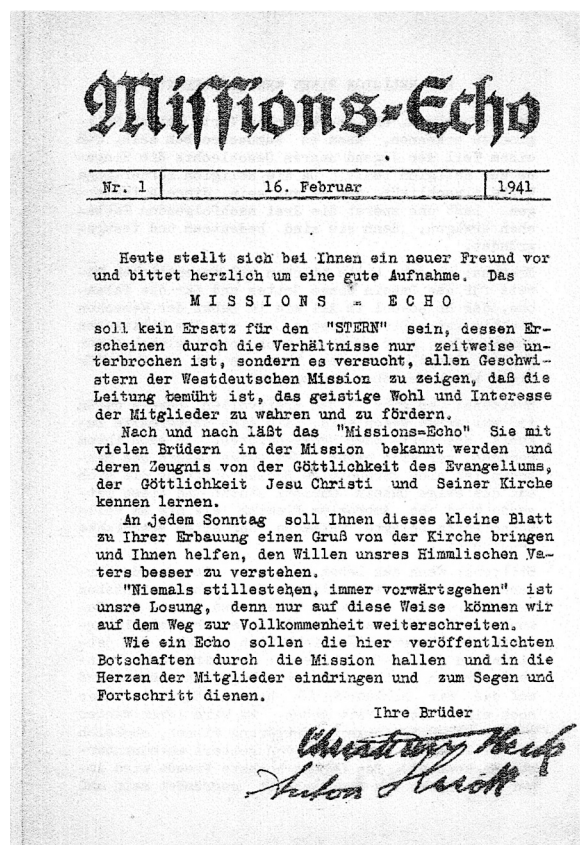 Missions-Echo
Nr. 1 16. Februar 1941
Heute stellt sich bei Ihnen ein neuer Freund vor
und bittet herzlich um eine gute Aufnahme. Das
MISSIONS = ECHO
soll kein Ersatz für den "STERN" sein, dessen Er-
scheinen durch die Verhältnisse nur zeitweise un-
terbrochen ist, sondern es versucht, allen Geschwi-
stern der Westdeutschen Mission zu zeigen, daß die
Leitung bemüht ist, das geistige Wohl und Interesse
der Mitglieder zu wahren und zu fördern.
Nach und nach läßt das "Missions=Echo" Sie mit
vielen Brüdern in der Mission bekannt werden und
deren Zeugnis von der Göttlichkeit des Evangeliums,
der Göttlichkeit Jesu Christi und Seiner Kirche
kennen lernen.
An jedem Sonntag soll Ihnen dieses kleine Blatt
zu Ihrer Erbauung einen Gruß von der Kirche bringen
und Ihnen helfen, den Willen unsres Himmlischen Va-
ters besser zu verstehen.
"Niemals stillestehen, immer vorwärtsgehen" ist
unsre Losung, denn nur auf diese Weise können wir
auf dem Weg zur Vollkommenheit weiterschreiten.
Wie ein Echo sollen die hier veröffentlichten
Botschaften durch die Mission hallen und in die
Herzen der Mitglieder eindringen und zum Segen und
Fortschritt dienen.
Ihre Brüder
Anton Huck